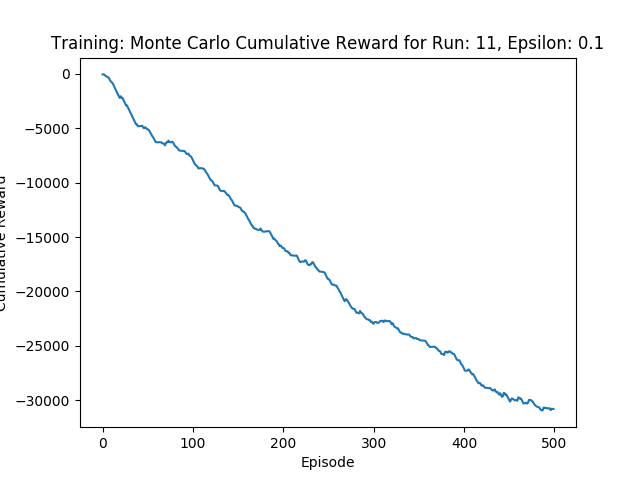 Training: Monte Carlo Cumulative Reward for Run: 11, Epsilon: 0.1
0
−5000
−10000
−15000
−20000
−25000
−30000
Cumulative Reward
0 100 200 300 400 500
Episode